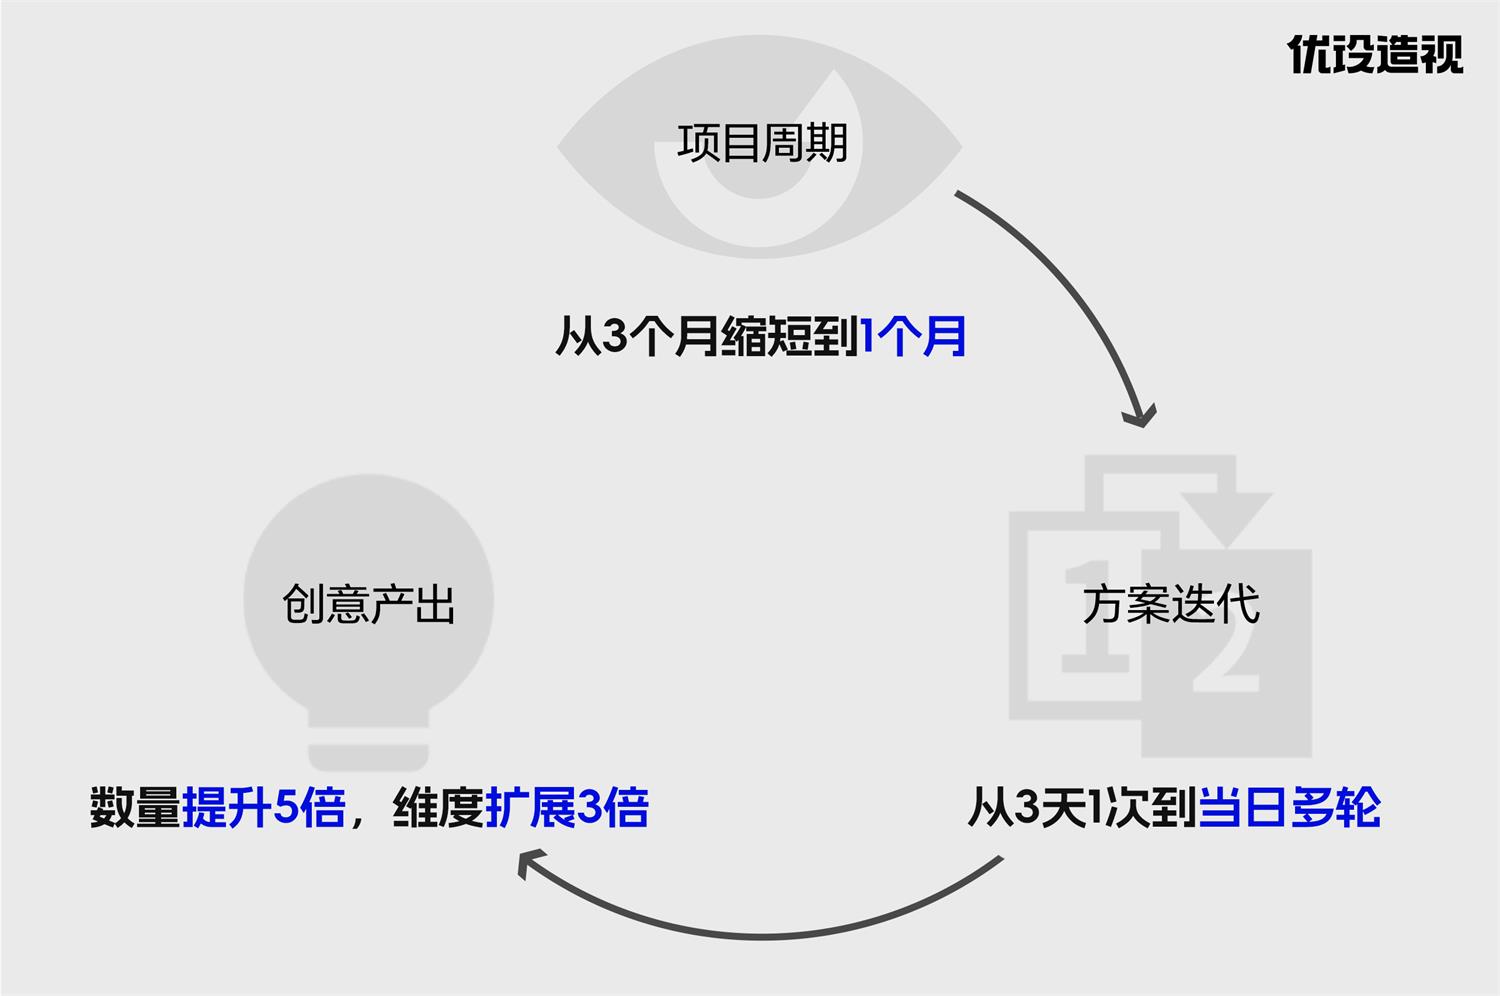 优设造视
项目周期
从3个月缩短到1个月
创意产出
方案迭代
1
2
数量提升5倍，维度扩展3倍
从3天1次到当日多轮